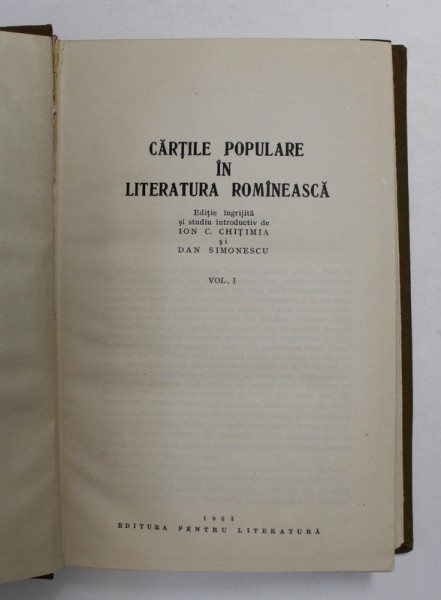 CĂRȚILE POPULARE
ÎN
LITERATURA ROMÎNEASCĂ
Ediție îngrijită
și studiu introductiv de
ION C. CHIȚIMIA
și
DAN SIMONESCU
VOL. I
1963
EDITURA PENTRU LITERATURĂ